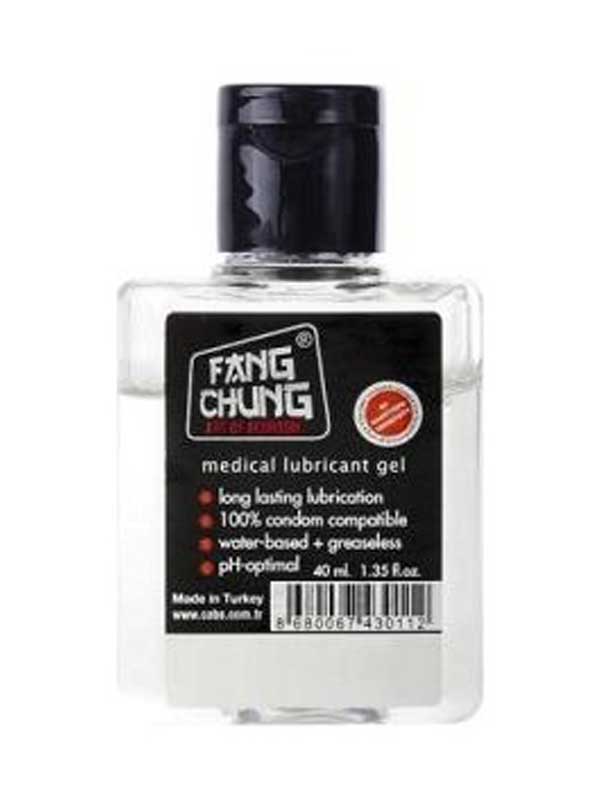 FANG ®
CHUNG
medical lubricant gel
long lasting lubrication
100% condom compatible
water-based + greaseless
pH-optimal 40 ml. 1.35 fl.oz.
Made in Turkey
www.cabs.com.tr
8 680067 430112